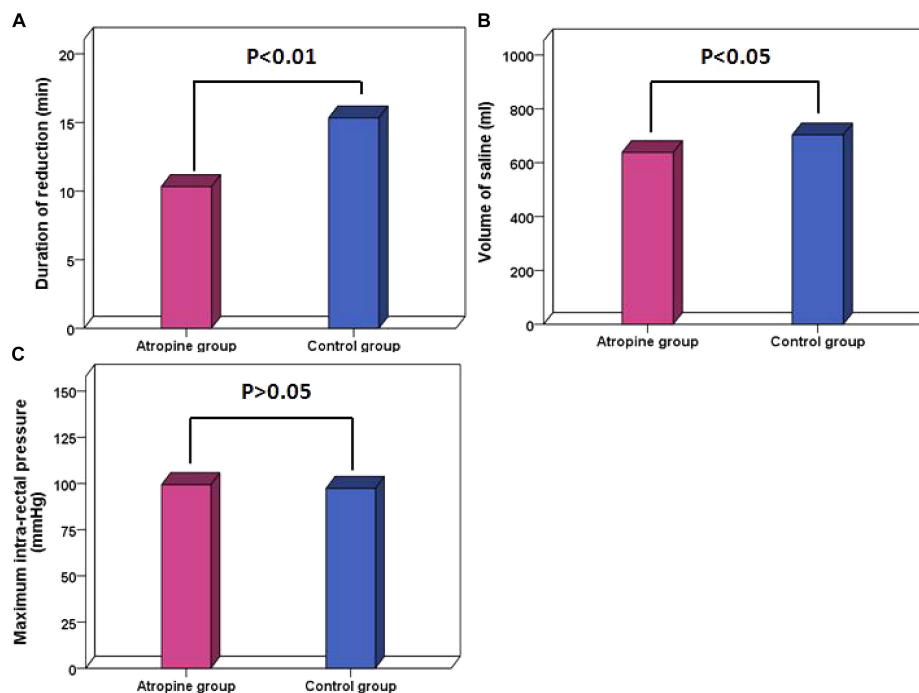 A
Duration of reduction (min)
20
15
10
5
0
P<0.01
Atropine group
Control group
B
Volume of saline (ml)
1000
800
600
400
200
0
P<0.05
Atropine group
Control group
C
Maximum intra-rectal pressure
(mmHg)
150
125
100
75
50
25
0
P>0.05
Atropine group
Control group